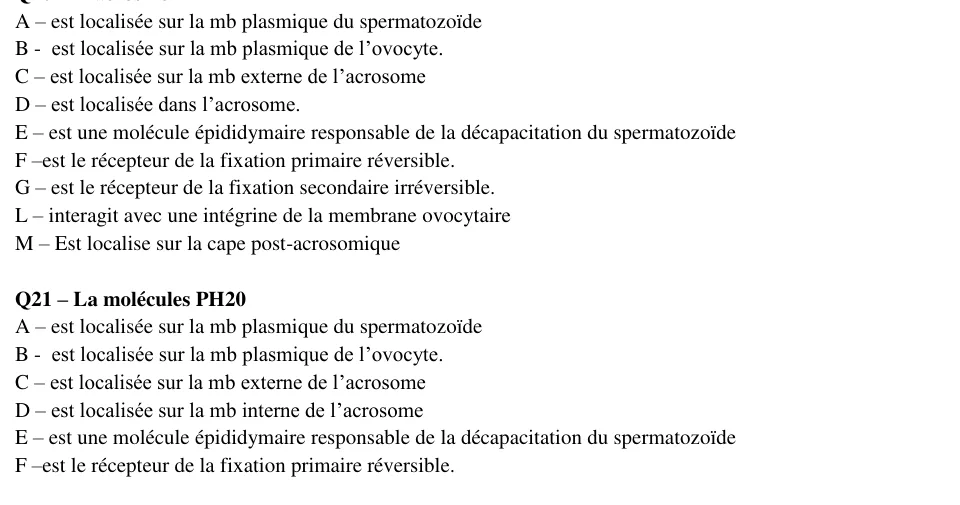 A – est localisée sur la mb plasmique du spermatozoïde
B -  est localisée sur la mb plasmique de l’ovocyte.
C – est localisée sur la mb externe de l’acrosome
D – est localisée dans l’acrosome.
E – est une molécule épididymaire responsable de la décapacitation du spermatozoïde
F –est le récepteur de la fixation primaire réversible.
G – est le récepteur de la fixation secondaire irréversible.
L – interagit avec une intégrine de la membrane ovocytaire
M – Est localise sur la cape post-acrosomique
Q21 – La molécules PH20
A – est localisée sur la mb plasmique du spermatozoïde
B -  est localisée sur la mb plasmique de l’ovocyte.
C – est localisée sur la mb externe de l’acrosome
D – est localisée sur la mb interne de l’acrosome
E – est une molécule épididymaire responsable de la décapacitation du spermatozoïde
F –est le récepteur de la fixation primaire réversible.